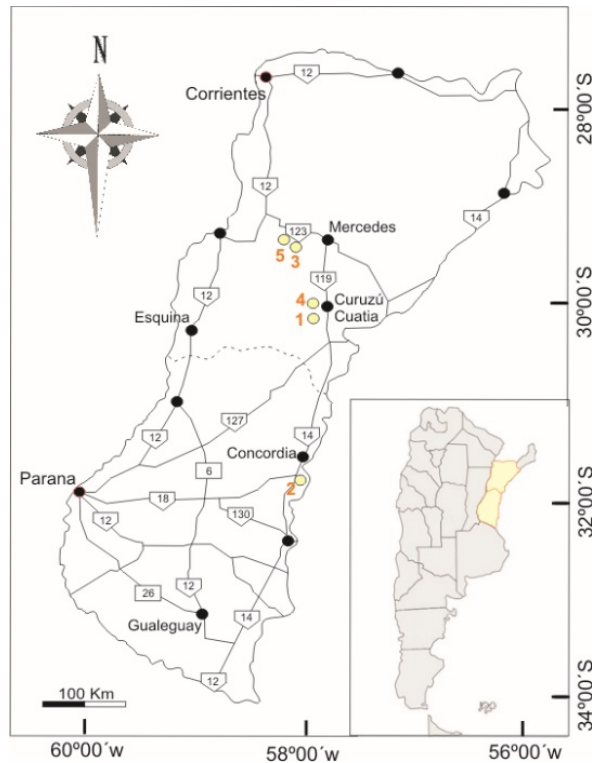 N
12
Corrientes
28°00´S
12
14
123
Mercedes
5
3
119
12
4
Curuzú
Cuatia
30°00´S
Esquina
1
127
12
14
6
Concordia
Parana
2
18
32°00´S
12
130
26
12
14
Gualeguay
12
100 Km
34°00´S
60°00´w
58°00´w
56°00´w